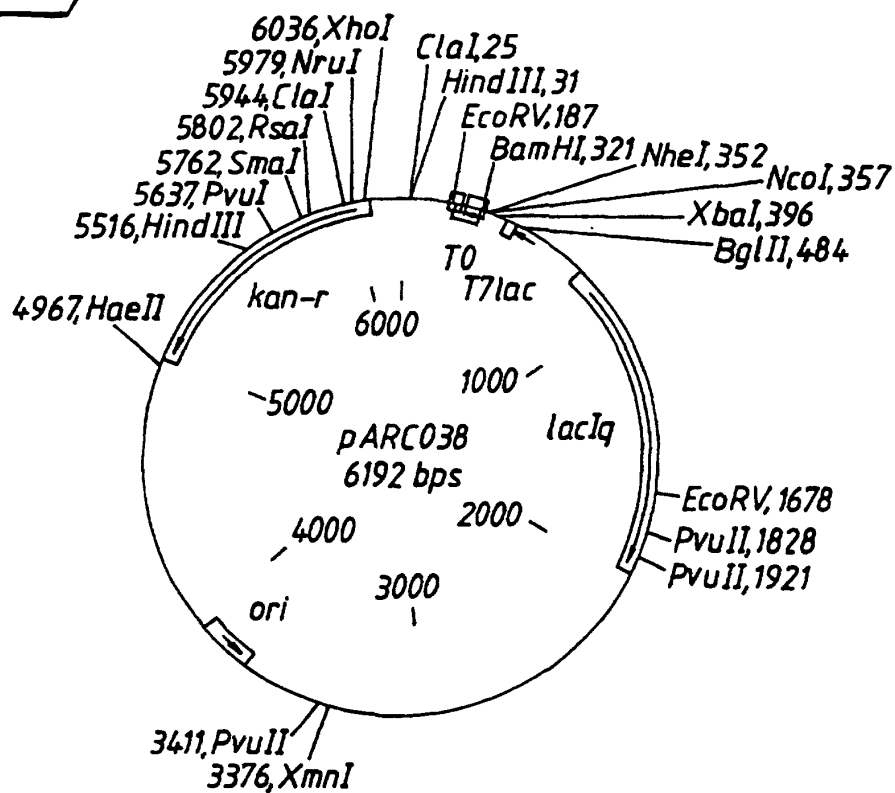 6036,XhoI
5979,NruI
5944,ClaI
5802,RsaI
5762,SmaI
5637,PvuI
5516,HindIII
4967,HaeII
ClaI,25
HindIII,31
EcoRV,187
BamHI,321
NheI,352
NcoI,357
XbaI,396
BglII,484
T0
T7lac
kan-r
6000
1000
5000
lacIq
pARC038
6192 bps
EcoRV,1678
PvuII,1828
PvuII,1921
2000
4000
3000
ori
3411,PvuII
3376,XmnI